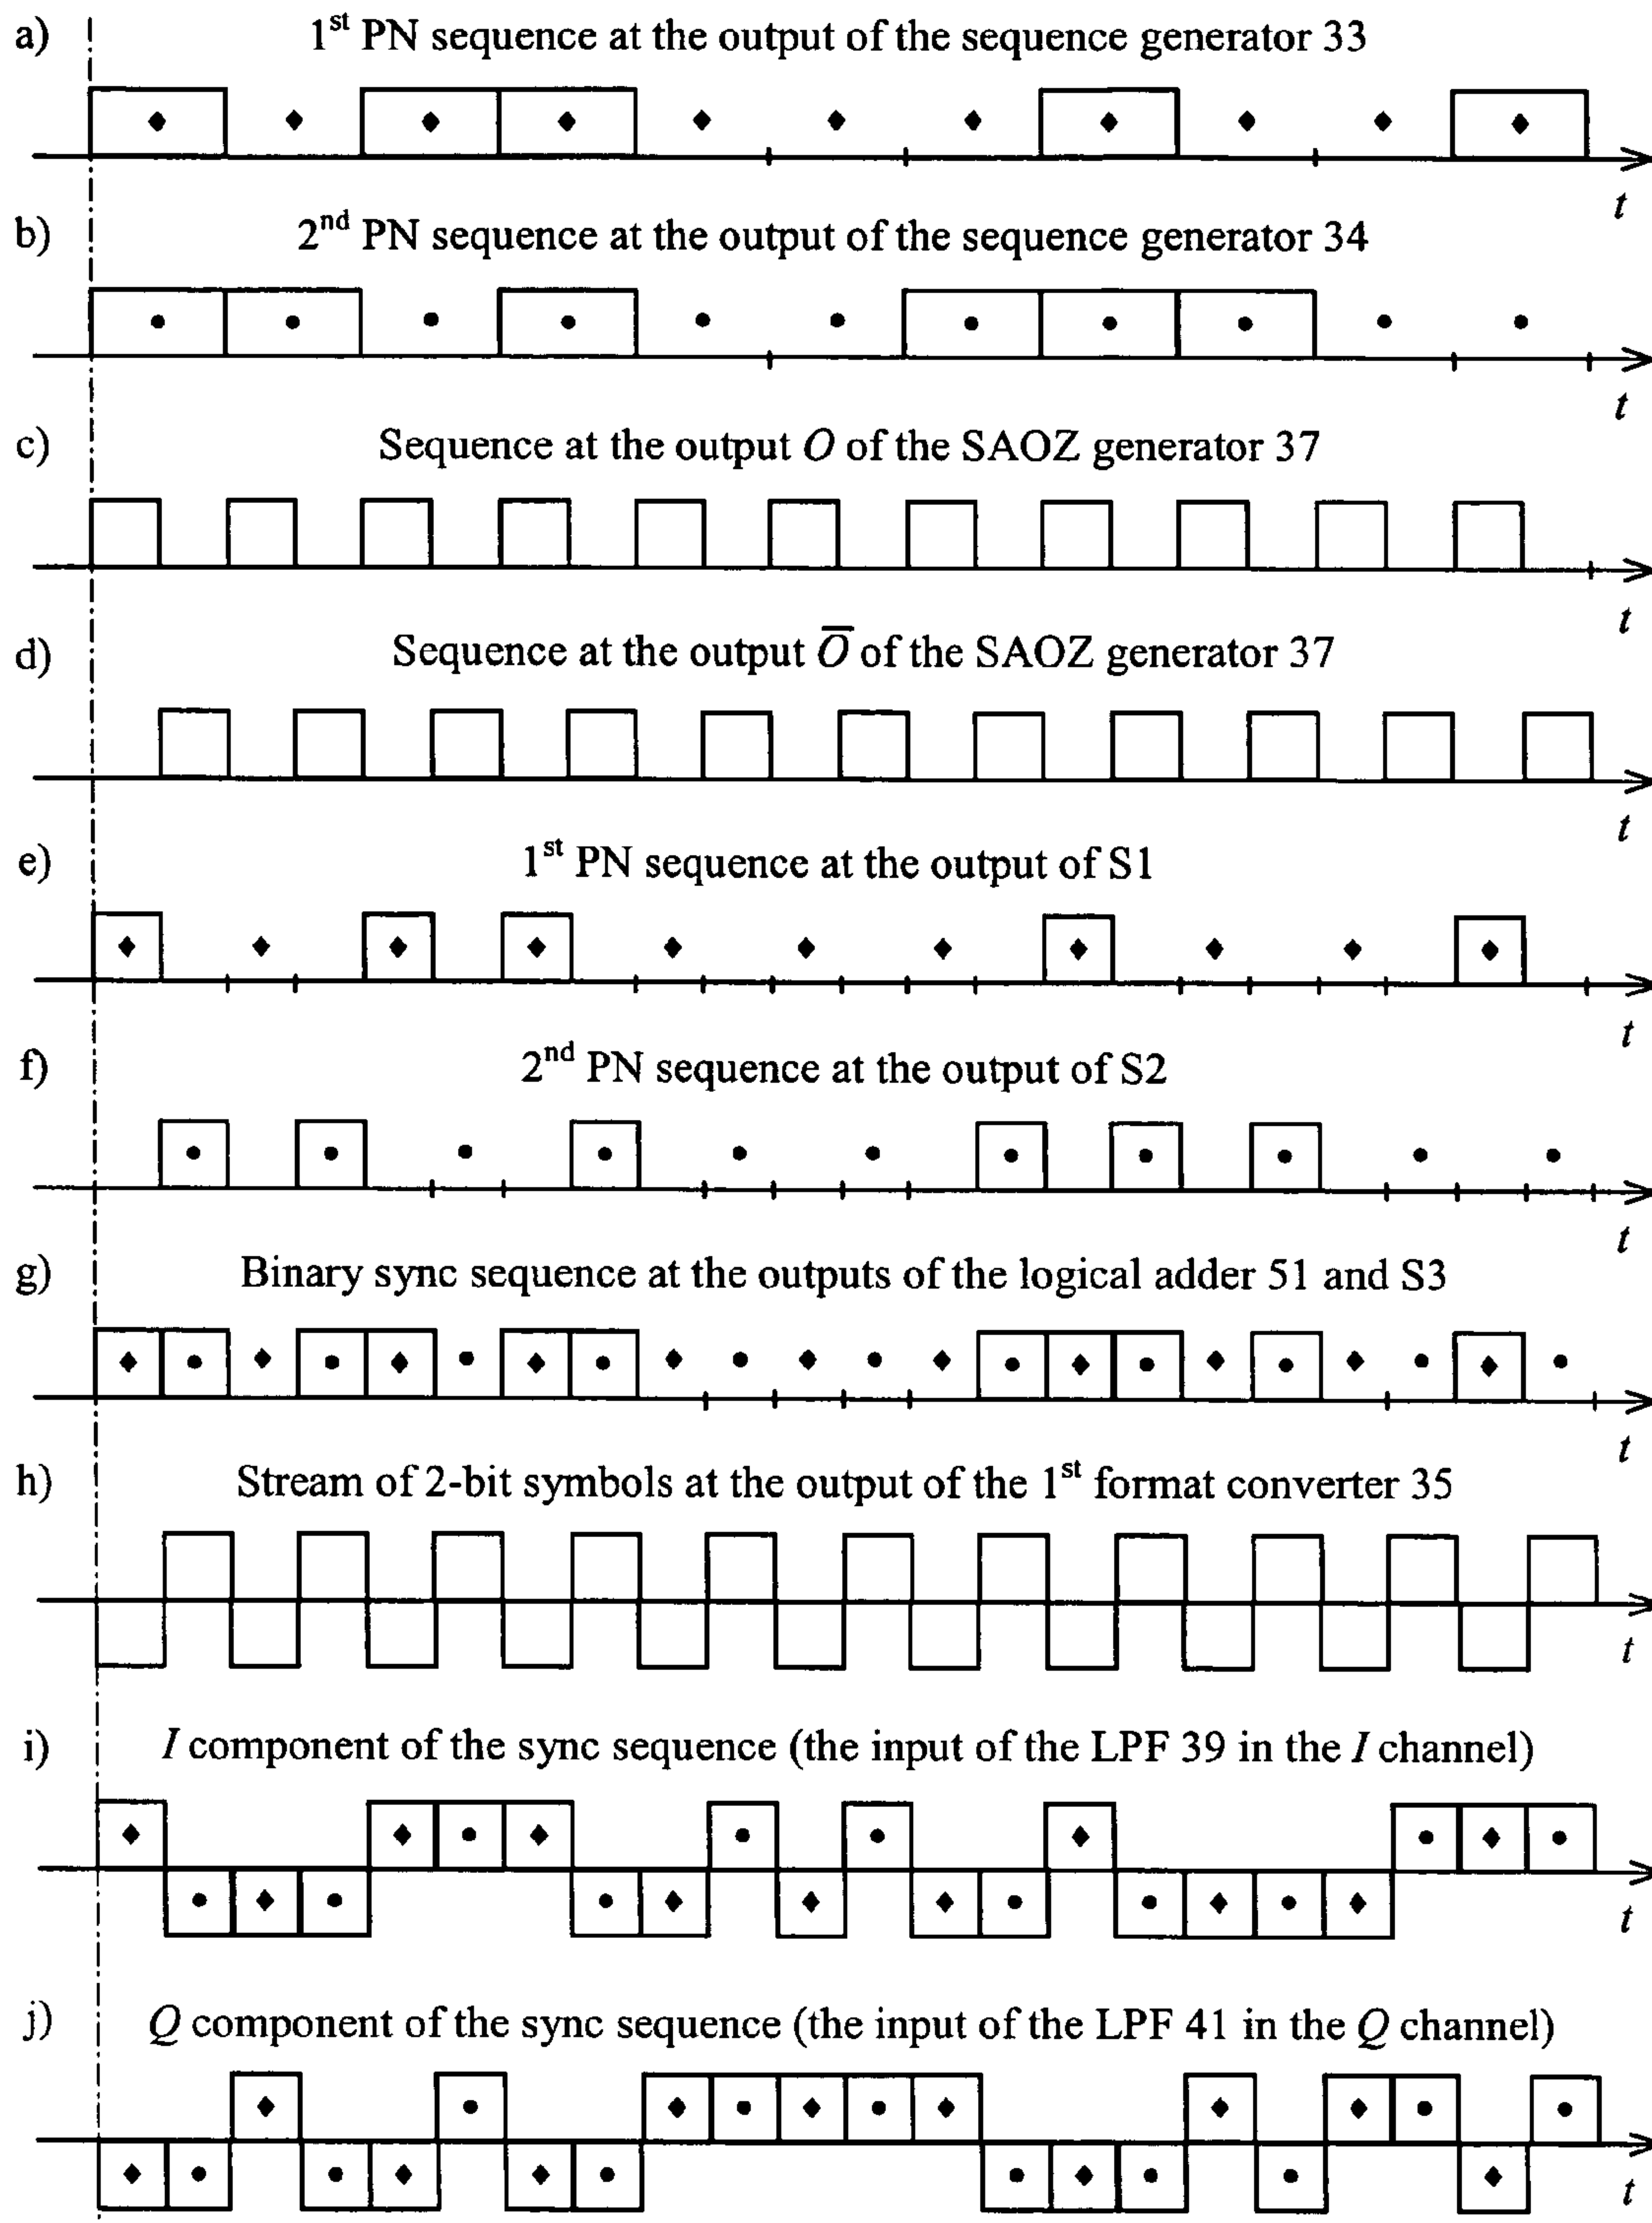 a) 1st PN sequence at the output of the sequence generator 33
t
b) 2nd PN sequence at the output of the sequence generator 34
t
c) Sequence at the output O of the SAOZ generator 37
t
d) Sequence at the output O̅ of the SAOZ generator 37
t
e) 1st PN sequence at the output of S1
t
f) 2nd PN sequence at the output of S2
t
g) Binary sync sequence at the outputs of the logical adder 51 and S3
t
h) Stream of 2-bit symbols at the output of the 1st format converter 35
t
i) I component of the sync sequence (the input of the LPF 39 in the I channel)
t
j) Q component of the sync sequence (the input of the LPF 41 in the Q channel)
t